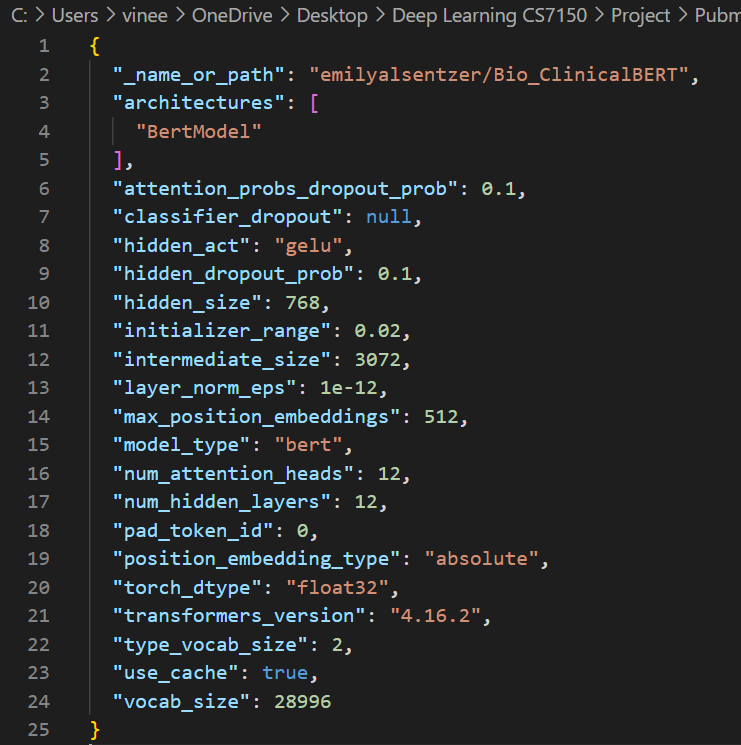 C: > Users > vinee > OneDrive > Desktop > Deep Learning CS7150 > Project > Pubm
1 {
2 "_name_or_path": "emilyalsentzer/Bio_ClinicalBERT",
3 "architectures": [
4 "BertModel"
5 ],
6 "attention_probs_dropout_prob": 0.1,
7 "classifier_dropout": null,
8 "hidden_act": "gelu",
9 "hidden_dropout_prob": 0.1,
10 "hidden_size": 768,
11 "initializer_range": 0.02,
12 "intermediate_size": 3072,
13 "layer_norm_eps": 1e-12,
14 "max_position_embeddings": 512,
15 "model_type": "bert",
16 "num_attention_heads": 12,
17 "num_hidden_layers": 12,
18 "pad_token_id": 0,
19 "position_embedding_type": "absolute",
20 "torch_dtype": "float32",
21 "transformers_version": "4.16.2",
22 "type_vocab_size": 2,
23 "use_cache": true,
24 "vocab_size": 28996
25 }